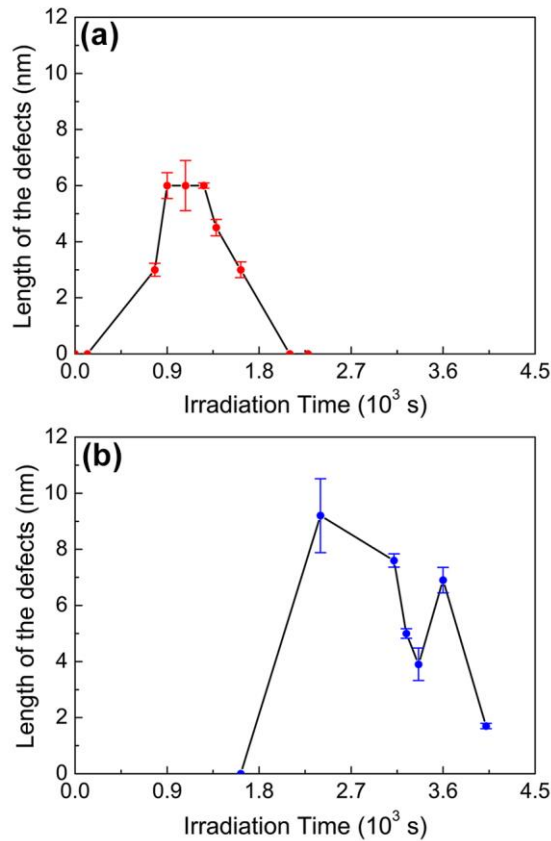 (a)
12
10
8
6
4
2
0
Length of the defects (nm)
0.0 0.9 1.8 2.7 3.6 4.5
Irradiation Time (10³ s)
(b)
12
10
8
6
4
2
0
Length of the defects (nm)
0.0 0.9 1.8 2.7 3.6 4.5
Irradiation Time (10³ s)